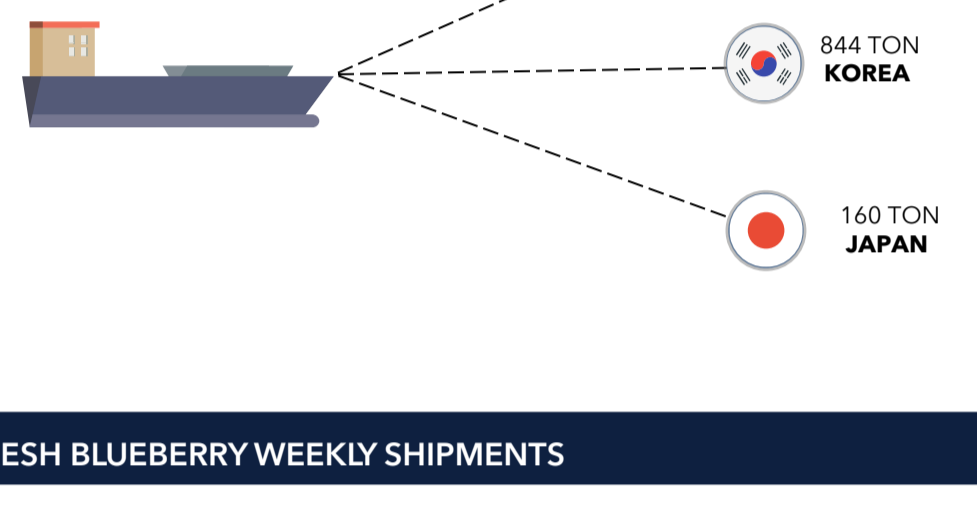 844 TON
KOREA
160 TON
JAPAN
ESH BLUEBERRY WEEKLY SHIPMENTS